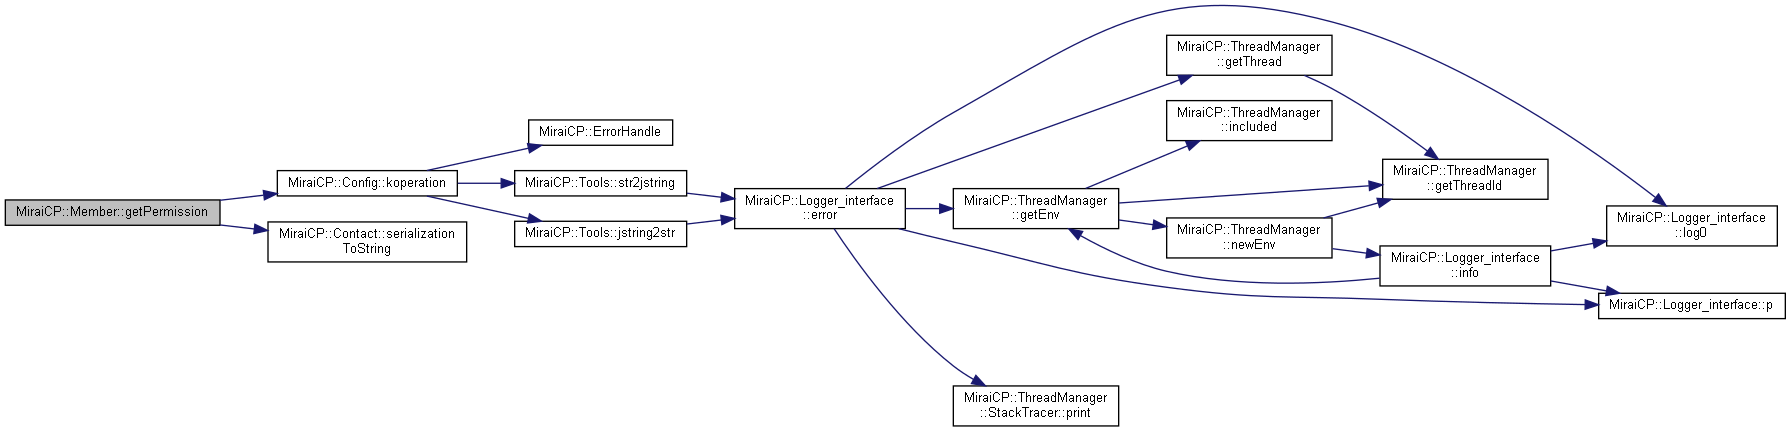 MiraiCP::Member::getPermission
MiraiCP::Config::koperation
MiraiCP::Contact::serialization
ToString
MiraiCP::ErrorHandle
MiraiCP::Tools::str2jstring
MiraiCP::Tools::jstring2str
MiraiCP::Logger_interface
::error
MiraiCP::ThreadManager
::getEnv
MiraiCP::ThreadManager
::StackTracer::print
MiraiCP::ThreadManager
::getThread
MiraiCP::ThreadManager
::included
MiraiCP::ThreadManager
::newEnv
MiraiCP::ThreadManager
::getThreadId
MiraiCP::Logger_interface
::info
MiraiCP::Logger_interface
::log0
MiraiCP::Logger_interface::p